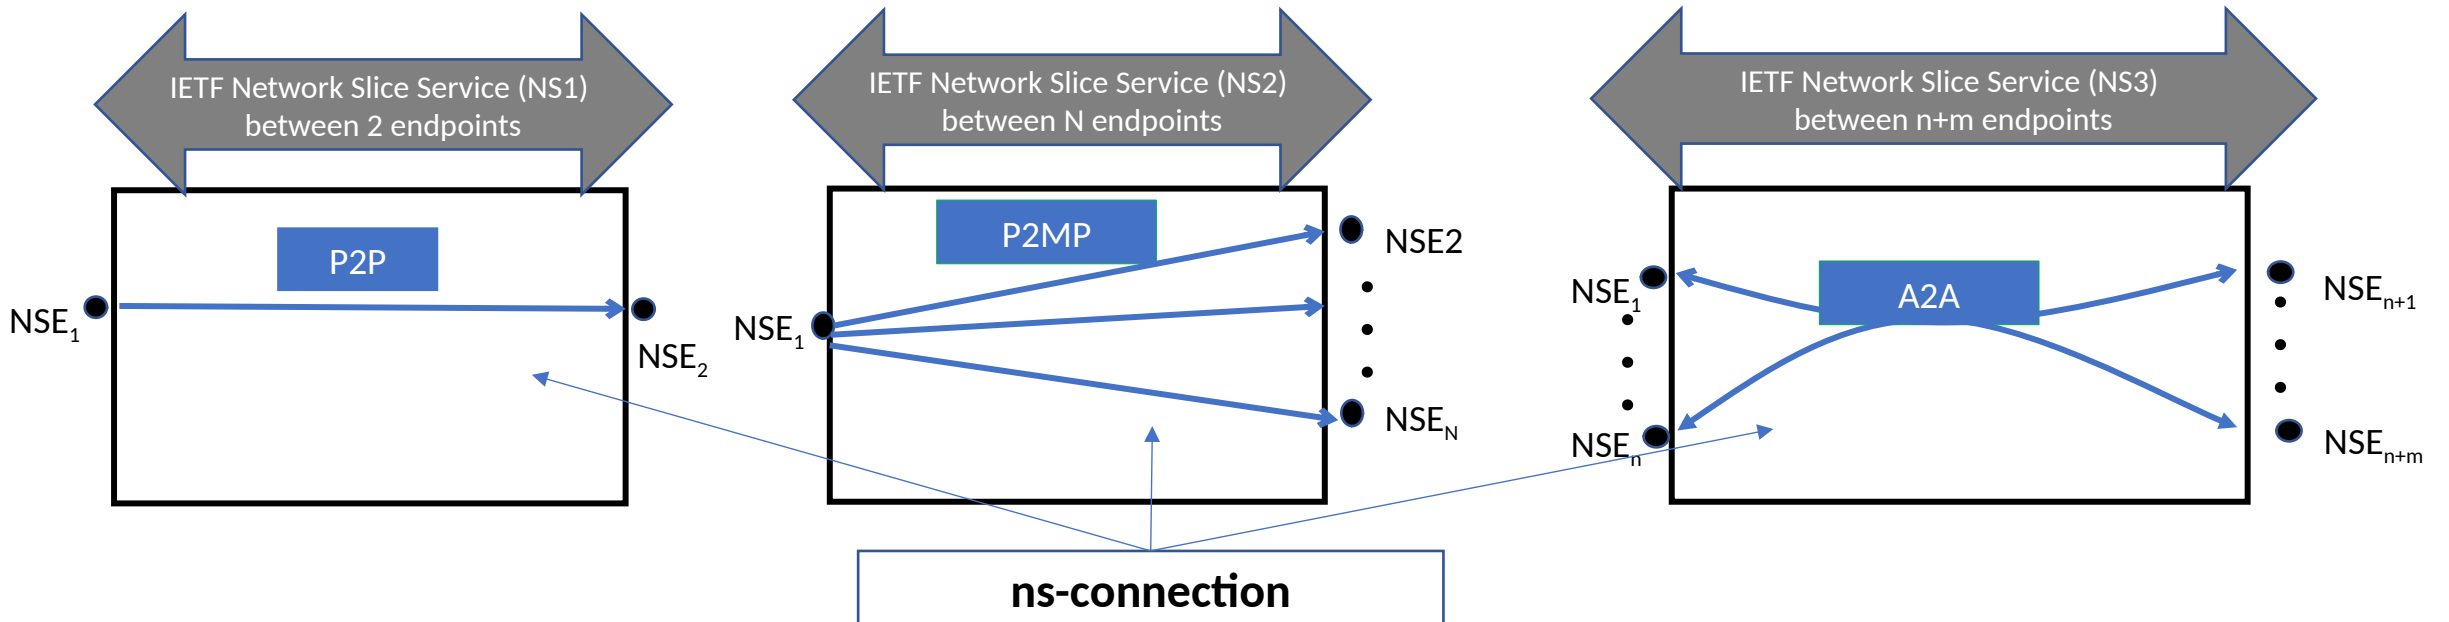 IETF Network Slice Service (NS1)
between 2 endpoints
IETF Network Slice Service (NS2)
between N endpoints
IETF Network Slice Service (NS3)
between n+m endpoints
P2P
NSE1
NSE2
P2MP
NSE1
NSE2
NSEN
A2A
NSE1
NSEn
NSEn+1
NSEn+m
ns-connection